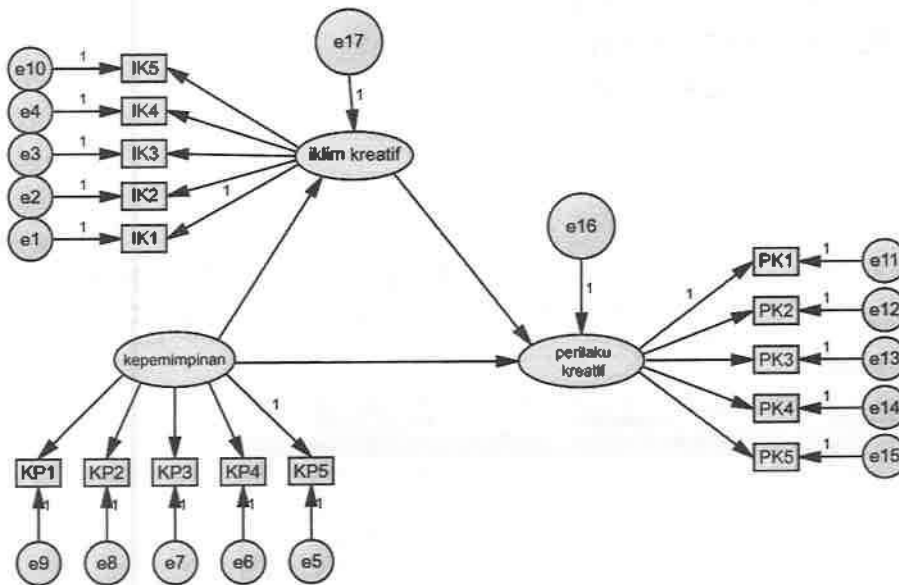 e17
1
e10
1
IK5
e4
1
IK4
e3
1
IK3
e2
1
IK2
e1
1
IK1
1
iklim kreatif
e16
1
kepemimpinan
perilaku
kreatif
1
PK1
1
e11
PK2
1
e12
PK3
1
e13
PK4
1
e14
PK5
1
e15
1
KP1
KP2
KP3
KP4
KP5
1
1
1
1
1
e9
e8
e7
e6
e5